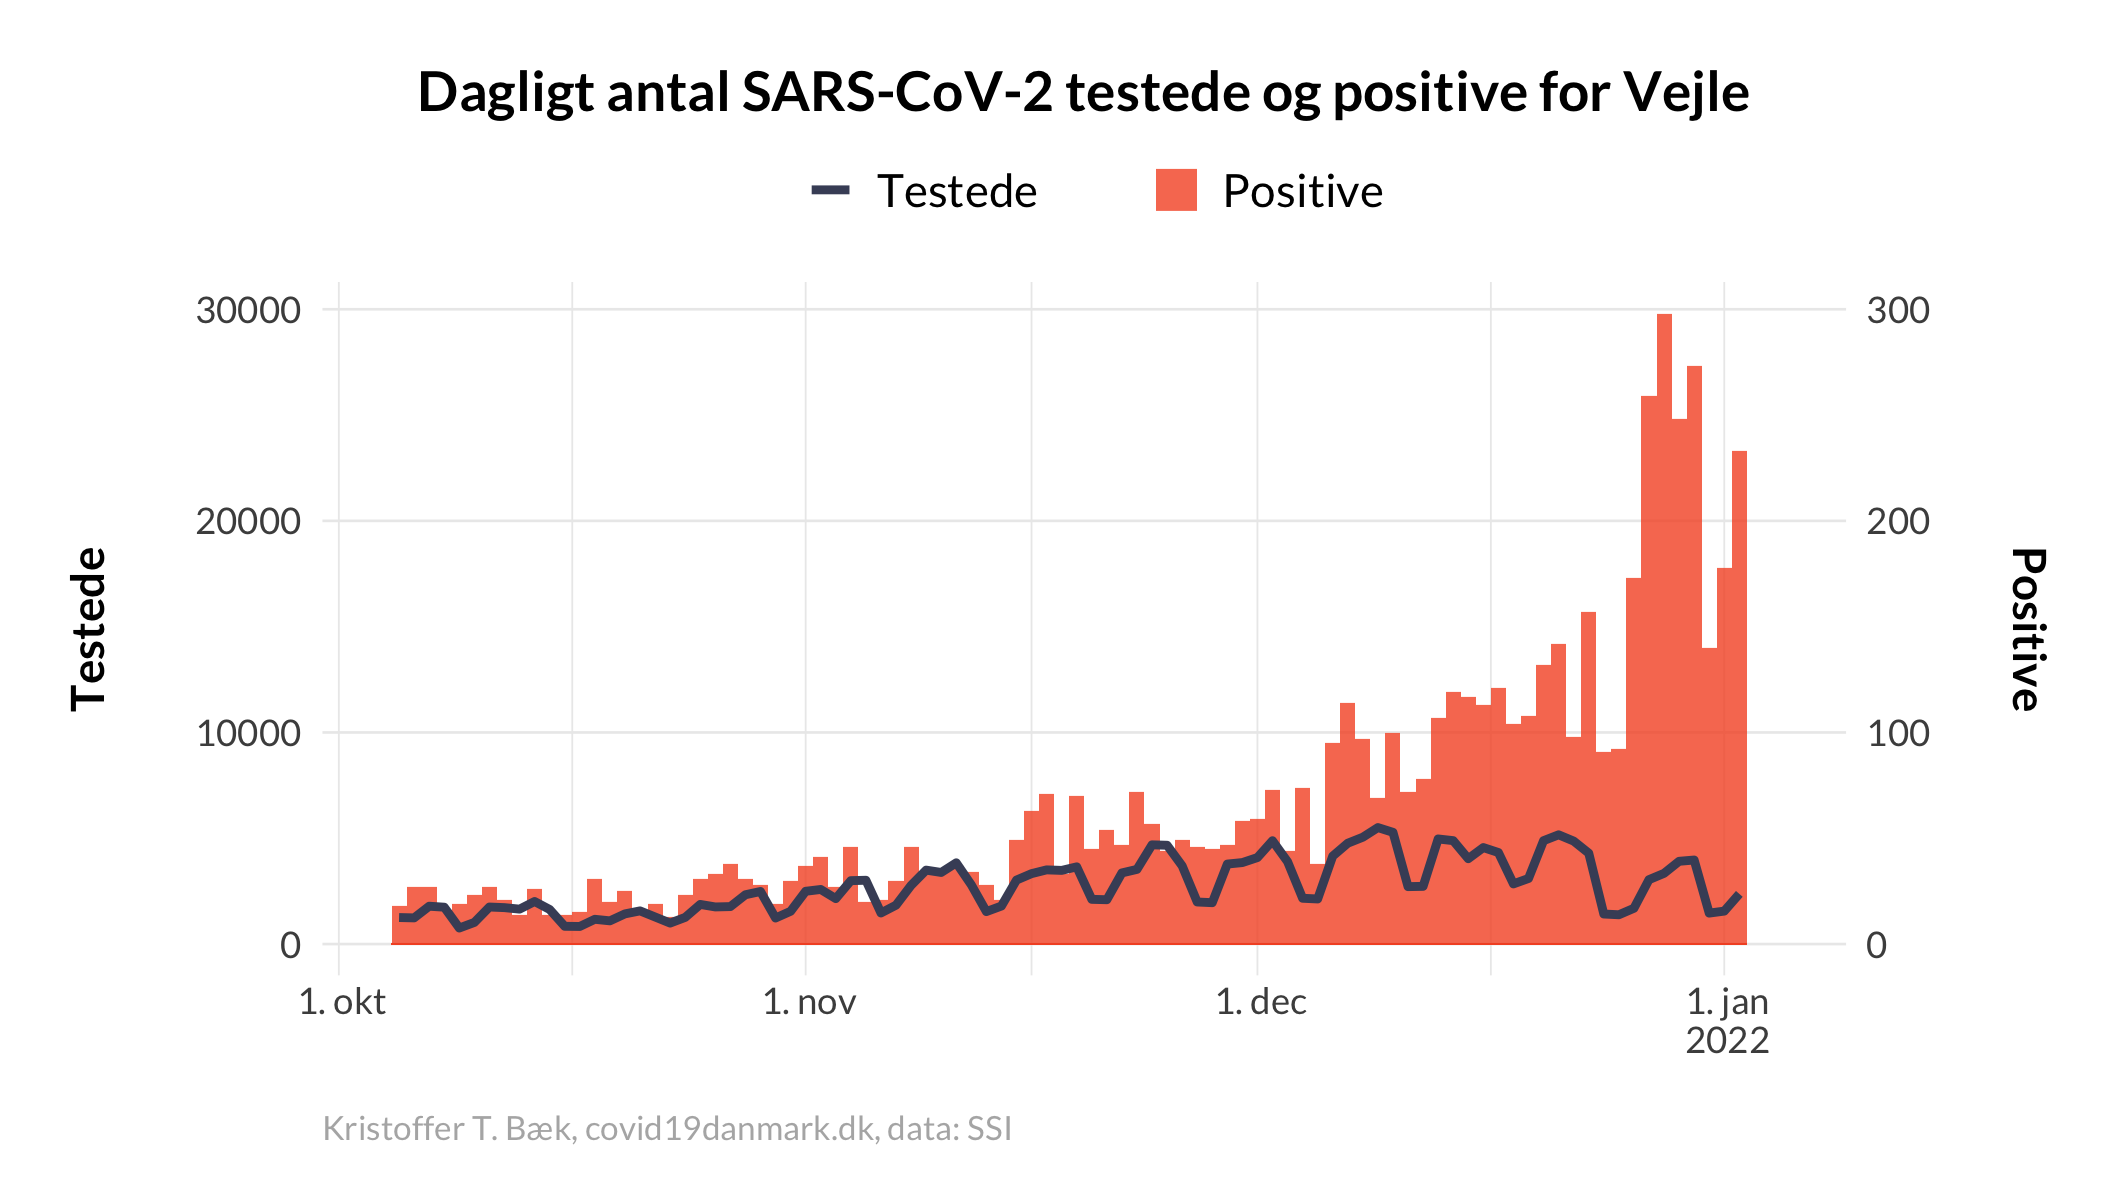 Dagligt antal SARS-CoV-2 testede og positive for Vejle
Testede
Positive
30000
20000
10000
0
300
200
100
0
Testede
Positive
1. okt
1. nov
1. dec
1. jan
2022
Kristoffer T. Bæk, covid19danmark.dk, data: SSI